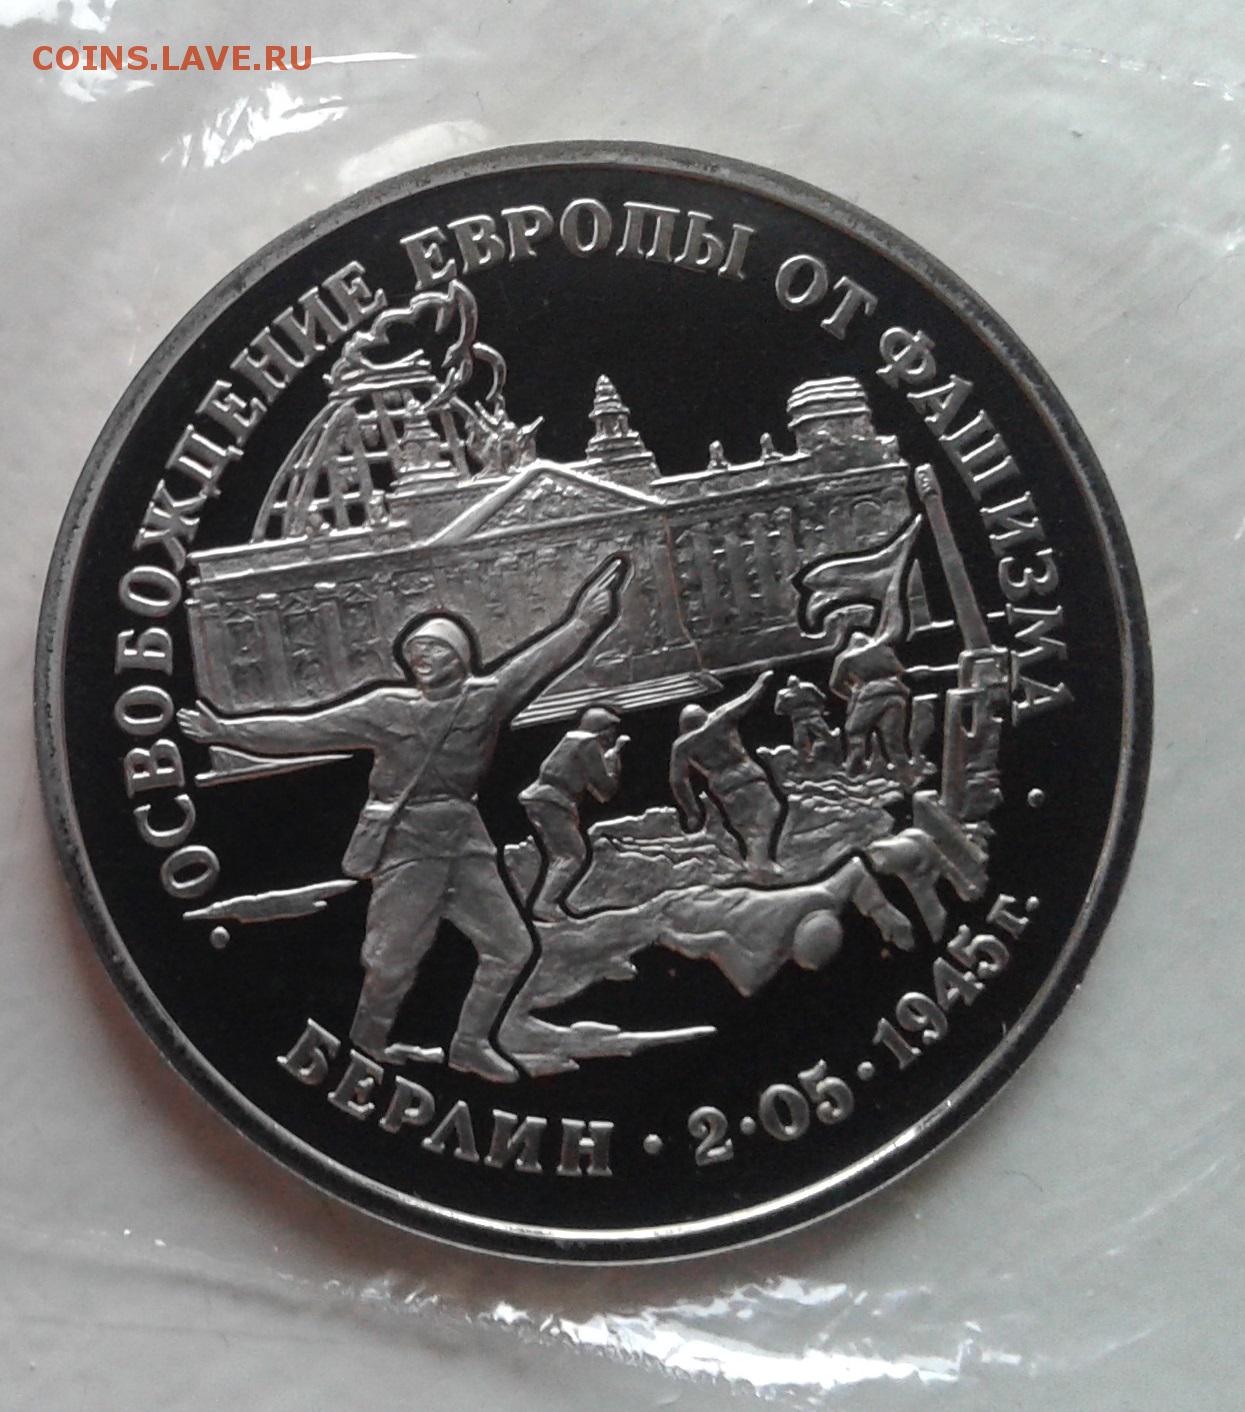 COINS.LAVE.RU
·ОСВОБОЖДЕНИЕ ЕВРОПЫ ОТ ФАШИЗМА·
БЕРЛИН·2·05·1945г.